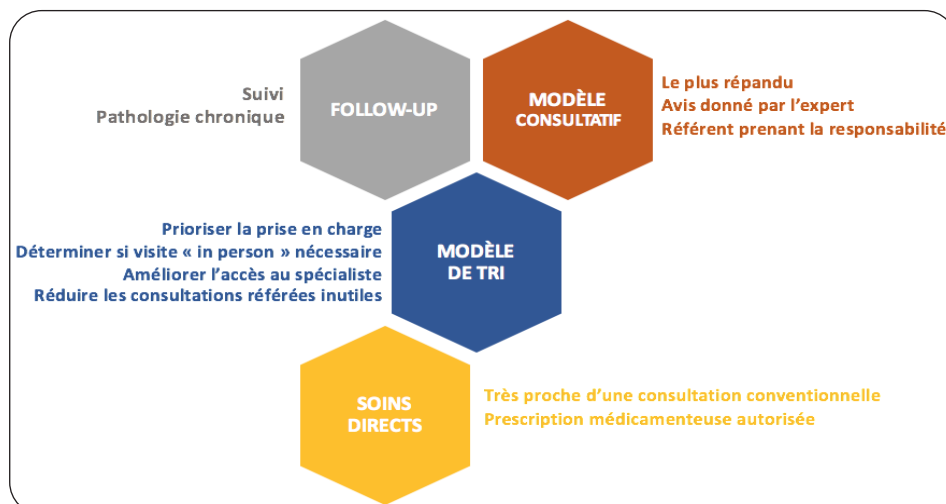 Suivi
Pathologie chronique
FOLLOW-UP
MODÈLE
CONSULTATIF
Le plus répandu
Avis donné par l'expert
Référent prenant la responsabilité
Prioriser la prise en charge
Déterminer si visite « in person » nécessaire
Améliorer l'accès au spécialiste
Réduire les consultations référées inutiles
MODÈLE
DE TRI
SOINS
DIRECTS
Très proche d'une consultation conventionnelle
Prescription médicamenteuse autorisée